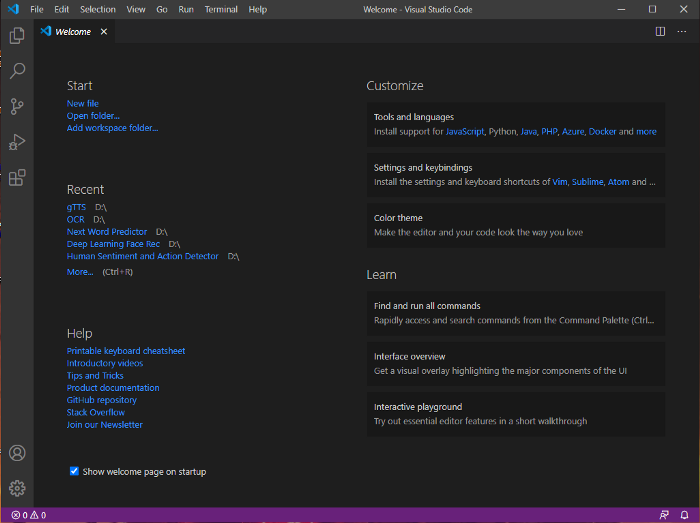 File Edit Selection View Go Run Terminal Help Welcome - Visual Studio Code
Welcome
Start
New file
Open folder...
Add workspace folder...
Recent
gTTS D:\
OCR D:\
Next Word Predictor D:\
Deep Learning Face Rec D:\
Human Sentiment and Action Detector D:\
More... (Ctrl+R)
Help
Printable keyboard cheatsheet
Introductory videos
Tips and Tricks
Product documentation
GitHub repository
Stack Overflow
Join our Newsletter
Show welcome page on startup
Customize
Tools and languages
Install support for JavaScript, Python, Java, PHP, Azure, Docker and more
Settings and keybindings
Install the settings and keyboard shortcuts of Vim, Sublime, Atom and ...
Color theme
Make the editor and your code look the way you love
Learn
Find and run all commands
Rapidly access and search commands from the Command Palette (Ctrl...
Interface overview
Get a visual overlay highlighting the major components of the UI
Interactive playground
Try out essential editor features in a short walkthrough
0 0